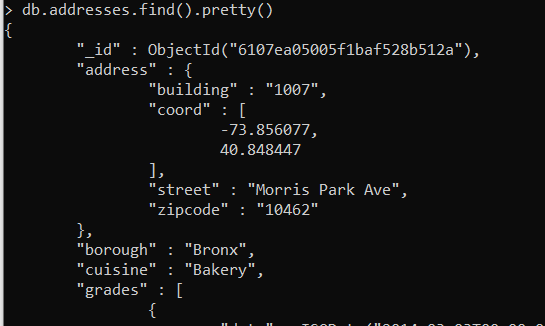 > db.addresses.find().pretty()
{
"_id" : ObjectId("6107ea05005f1baf528b512a"),
"address" : {
"building" : "1007",
"coord" : [
-73.856077,
40.848447
],
"street" : "Morris Park Ave",
"zipcode" : "10462"
},
"borough" : "Bronx",
"cuisine" : "Bakery",
"grades" : [
{